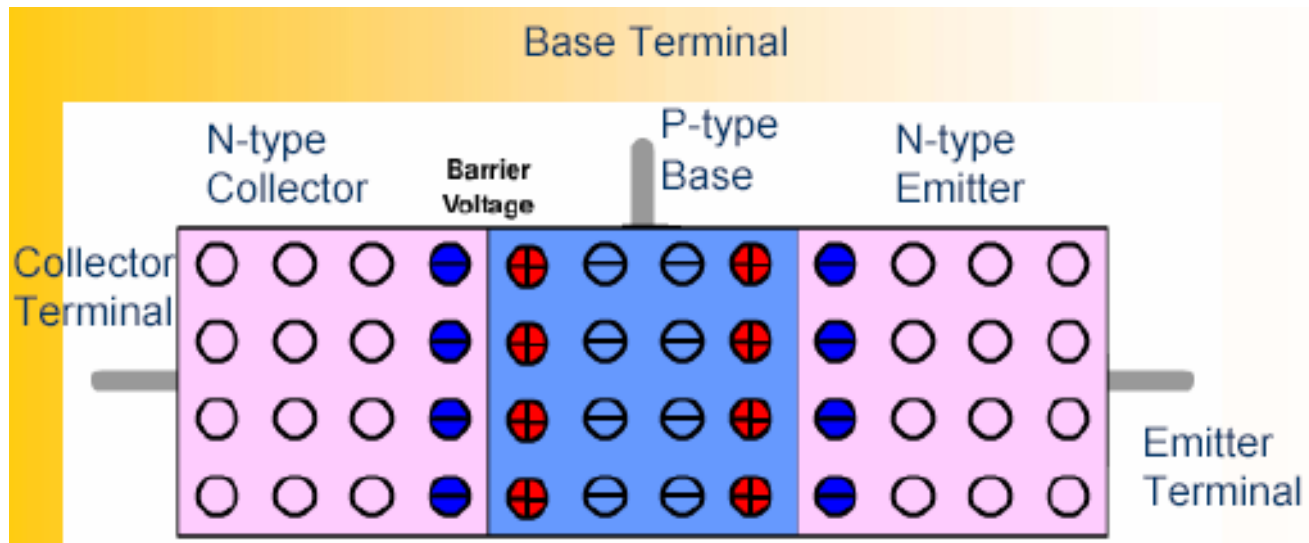 Base Terminal
N-type
Collector
Barrier
Voltage
P-type
Base
N-type
Emitter
Collector
Terminal
Emitter
Terminal